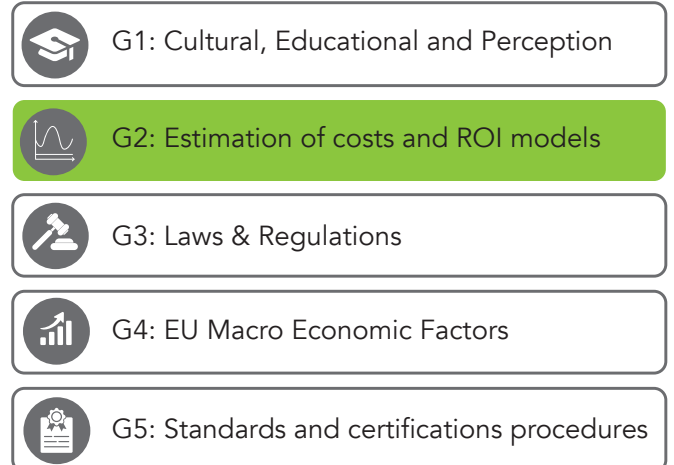 G1: Cultural, Educational and Perception
G2: Estimation of costs and ROI models
G3: Laws & Regulations
G4: EU Macro Economic Factors
G5: Standards and certifications procedures